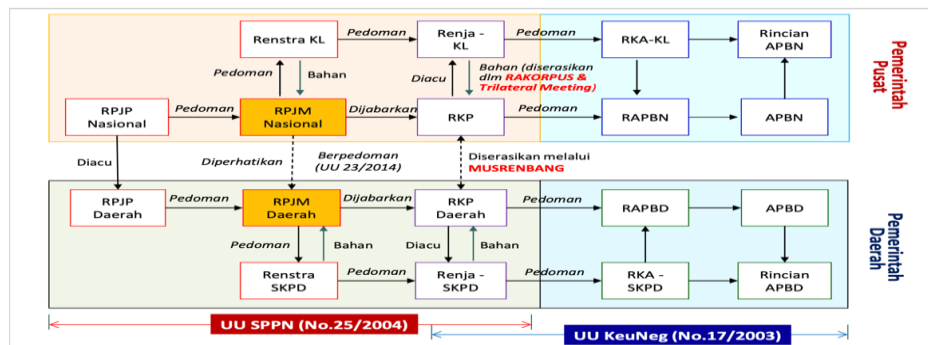 Renstra KL
Pedoman
Renja -
KL
Pedoman
RKA-KL
Rincian
APBN
Pedoman
Bahan
Diacu
Bahan (diserasikan
dlm RAKORPUS &
Trilateral Meeting)
RPJP
Nasional
Pedoman
RPJM
Nasional
Dijabarkan
RKP
Pedoman
RAPBN
APBN
Pemerintah
Pusat
Diacu
Diperhatikan
Berpedoman
(UU 23/2014)
Diserasikan melalui
MUSRENBANG
RPJP
Daerah
Pedoman
RPJM
Daerah
Dijabarkan
RKP
Daerah
Pedoman
RAPBD
APBD
Pedoman
Bahan
Diacu
Bahan
Renstra
SKPD
Pedoman
Renja -
SKPD
Pedoman
RKA -
SKPD
Rincian
APBD
Pemerintah
Daerah
UU SPPN (No.25/2004)
UU KeuNeg (No.17/2003)